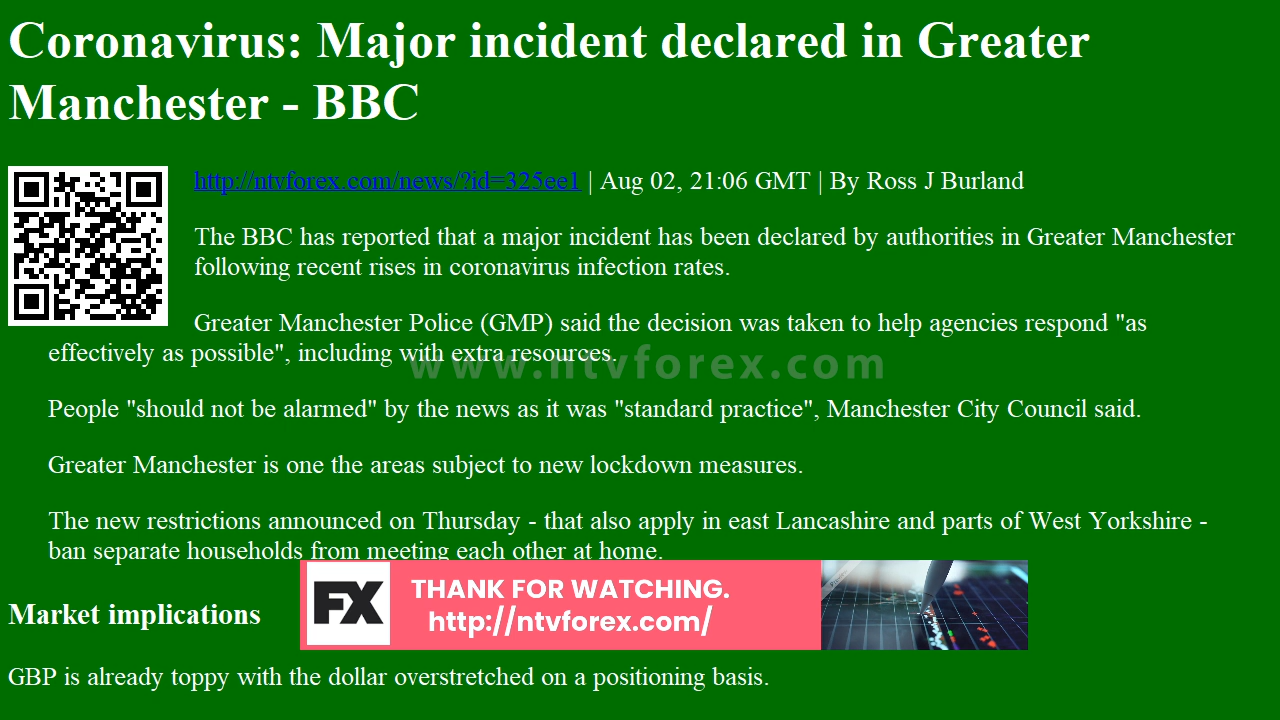 Coronavirus: Major incident declared in Greater
Manchester - BBC
http://ntvforex.com/news/?id=325ee1 | Aug 02, 21:06 GMT | By Ross J Burland
The BBC has reported that a major incident has been declared by authorities in Greater Manchester
following recent rises in coronavirus infection rates.
Greater Manchester Police (GMP) said the decision was taken to help agencies respond "as
effectively as possible", including with extra resources.
www.ntvforex.com
People "should not be alarmed" by the news as it was "standard practice", Manchester City Council said.
Greater Manchester is one the areas subject to new lockdown measures.
The new restrictions announced on Thursday - that also apply in east Lancashire and parts of West Yorkshire -
ban separate households from meeting each other at home.
FX
THANK FOR WATCHING.
http://ntvforex.com/
Market implications
GBP is already toppy with the dollar overstretched on a positioning basis.